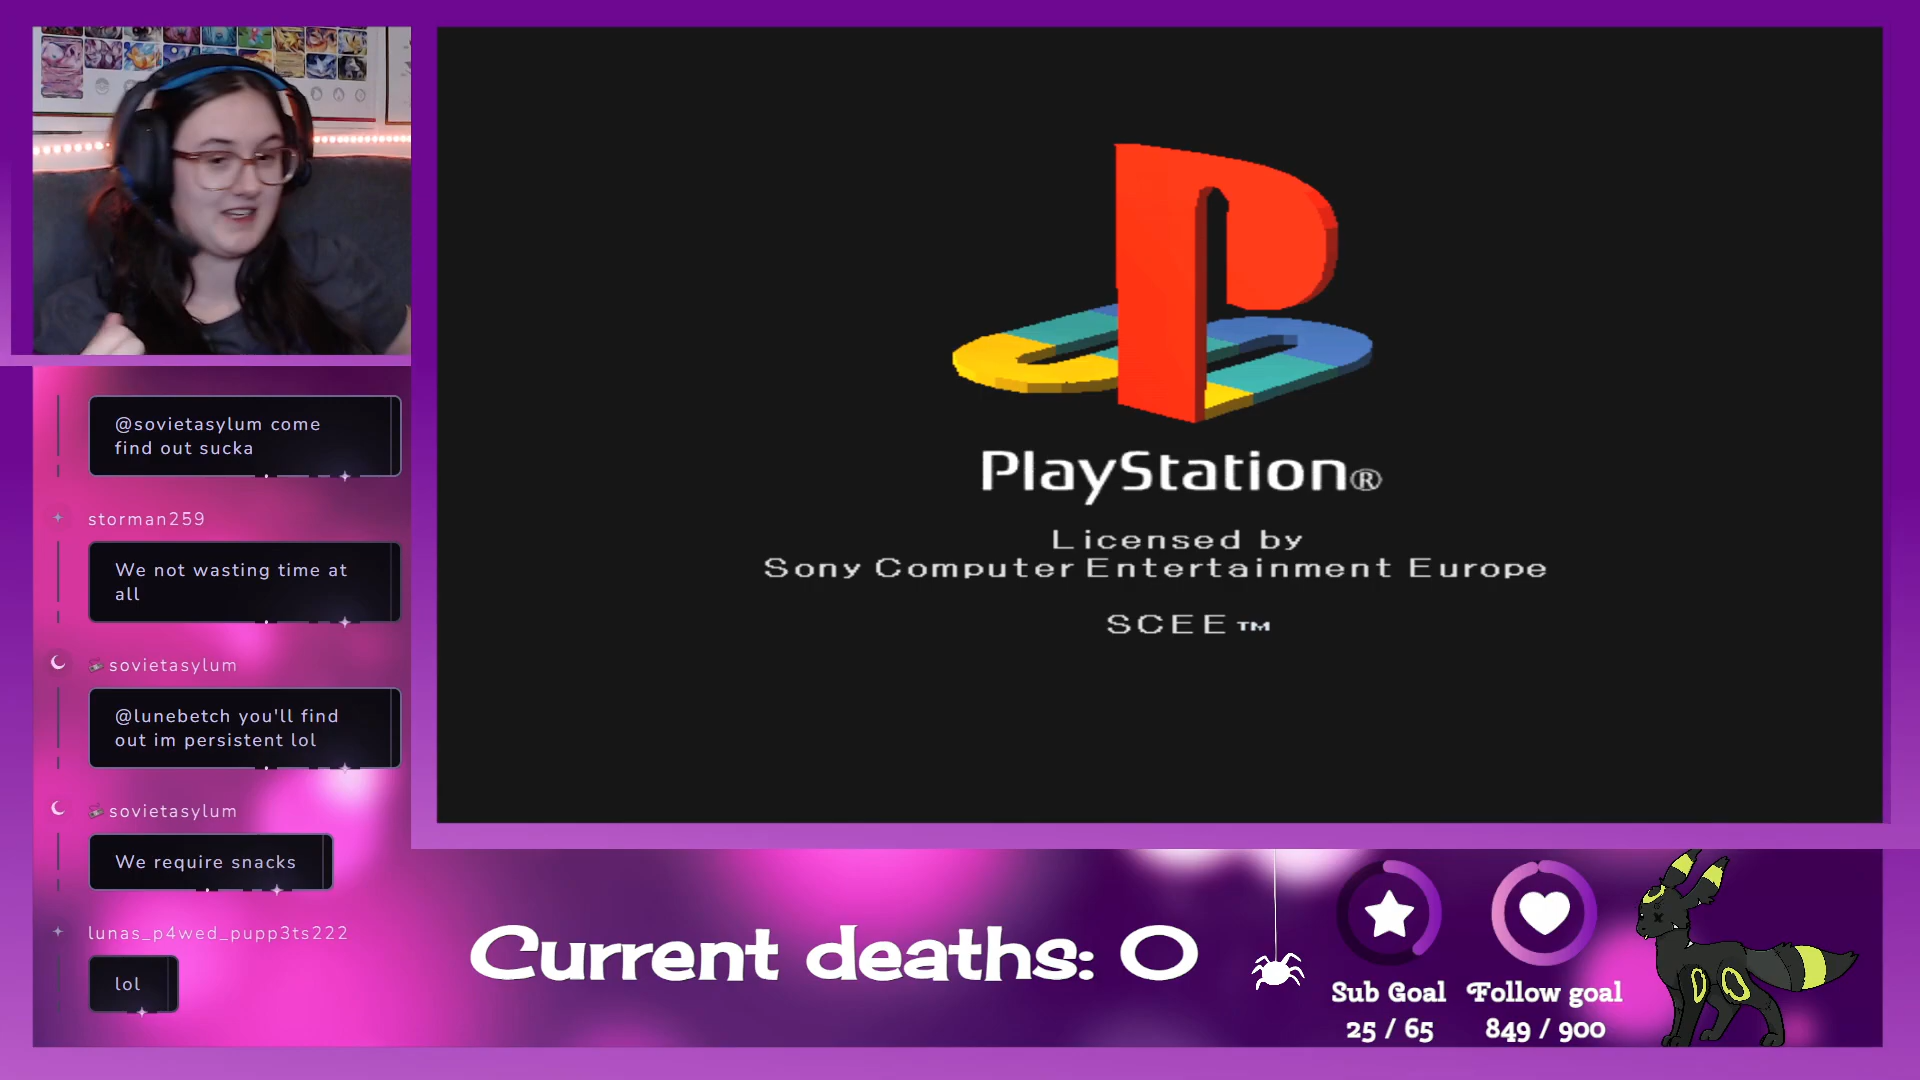 @sovietasylum come
find out sucka
storman259
We not wasting time at
all
sovietasylum
@lunebetch you'll find
out im persistent lol
sovietasylum
We require snacks
lunas_p4wed_pupp3ts222
lol
PlayStation®
Licensed by
Sony Computer Entertainment Europe
SCEE™
Current deaths: 0
Sub Goal
25 / 65
Follow goal
849 / 900